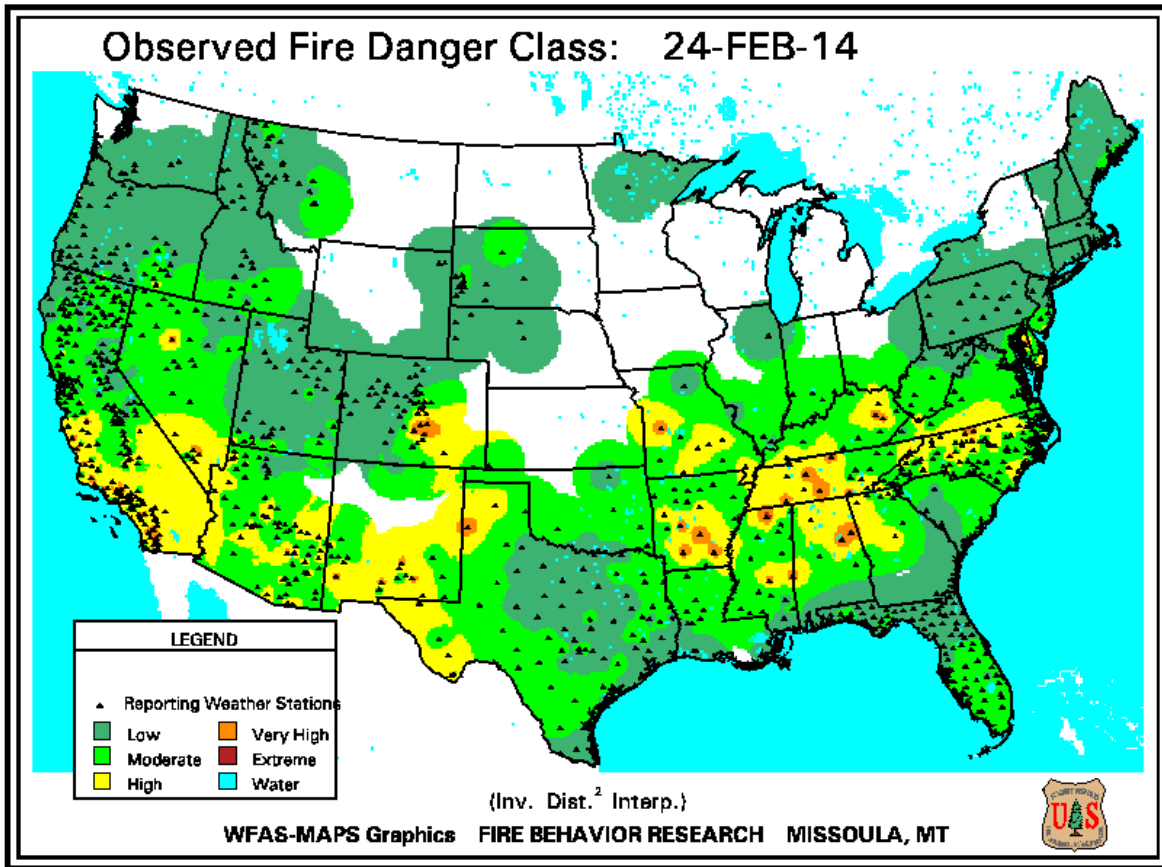 Observed Fire Danger Class: 24-FEB-14
LEGEND
Reporting Weather Stations
Low
Very High
Moderate
Extreme
High
Water
(Inv. Dist.² Interp.)
WFAS-MAPS Graphics FIRE BEHAVIOR RESEARCH MISSOULA, MT
U S